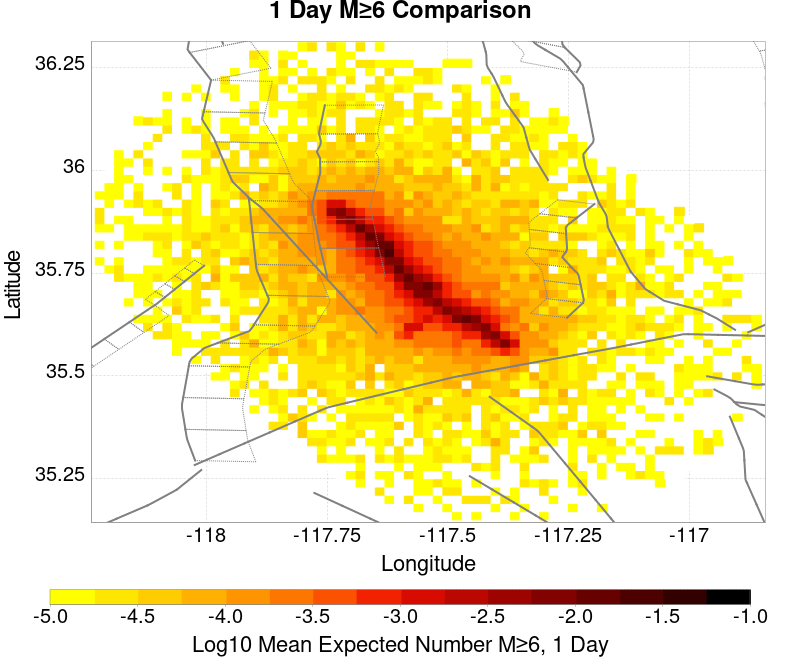 1 Day M≥6 Comparison
36.25
36
35.75
35.5
35.25
Latitude
-118 -117.75 -117.5 -117.25 -117
Longitude
-5.0 -4.5 -4.0 -3.5 -3.0 -2.5 -2.0 -1.5 -1.0
Log10 Mean Expected Number M≥6, 1 Day